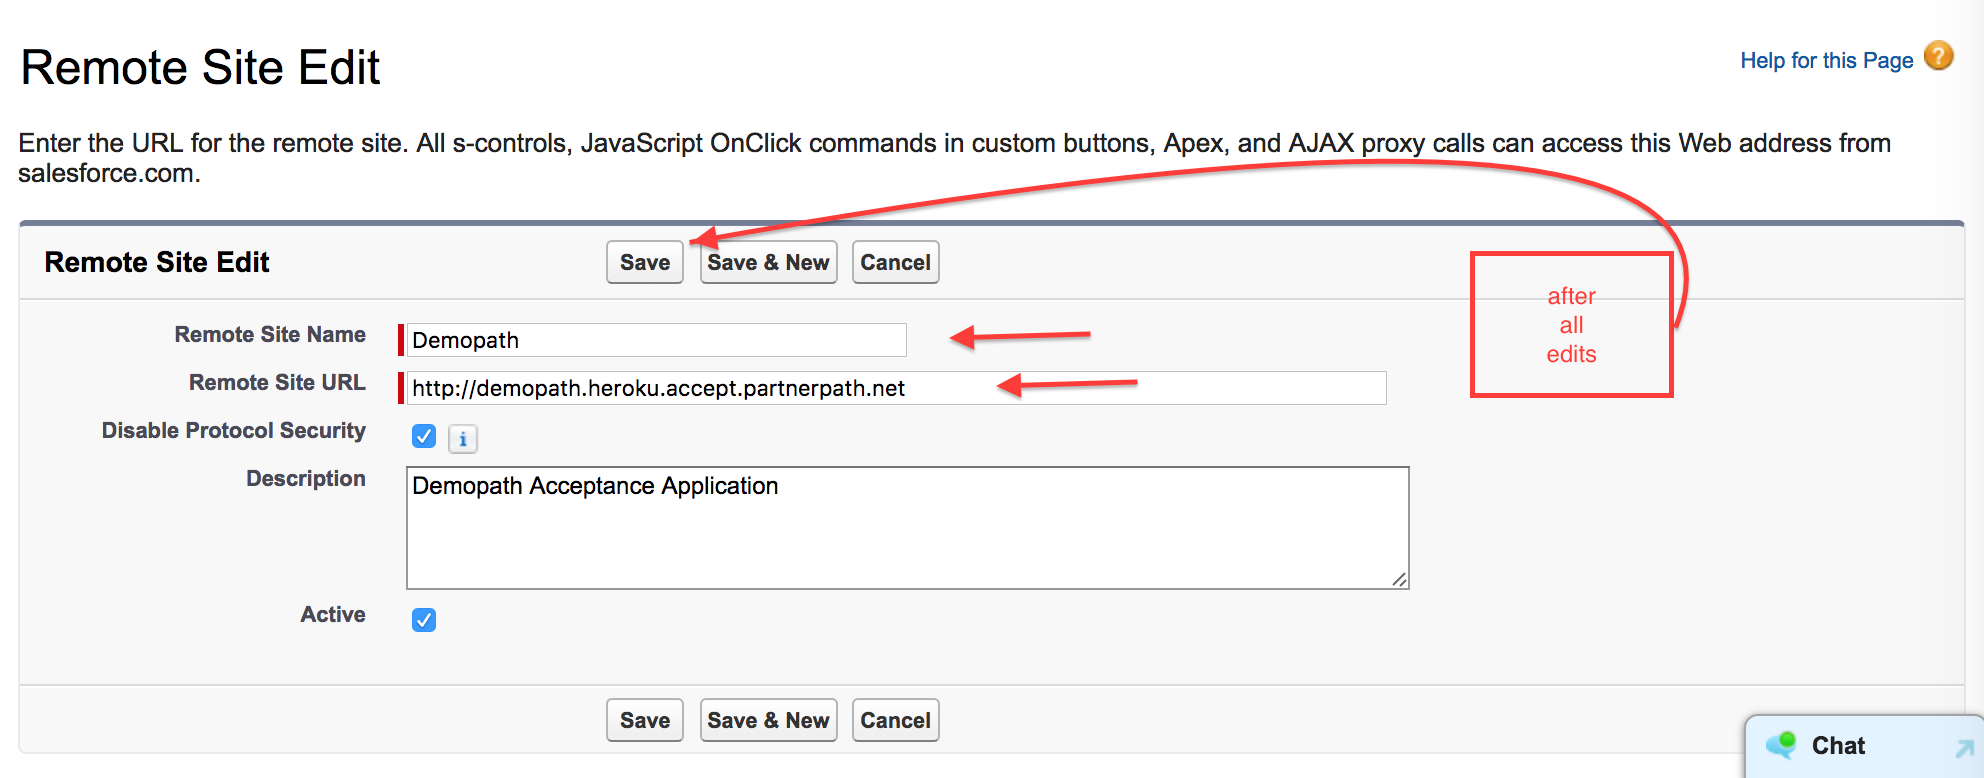 Remote Site Edit
Help for this Page ?
Enter the URL for the remote site. All s-controls, JavaScript OnClick commands in custom buttons, Apex, and AJAX proxy calls can access this Web address from
salesforce.com.
Remote Site Edit
Save
Save & New
Cancel
after
all
edits
Remote Site Name
Demopath
Remote Site URL
http://demopath.heroku.accept.partnerpath.net
Disable Protocol Security
i
Description
Demopath Acceptance Application
Active
Save
Save & New
Cancel
Chat